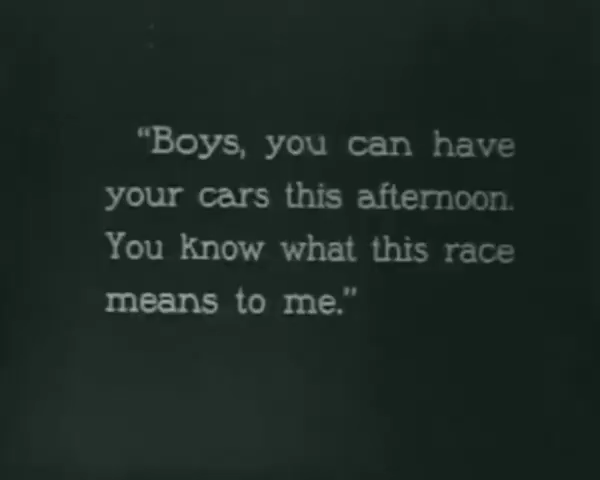 "Boys, you can have
your cars this afternoon.
You know what this race
means to me."